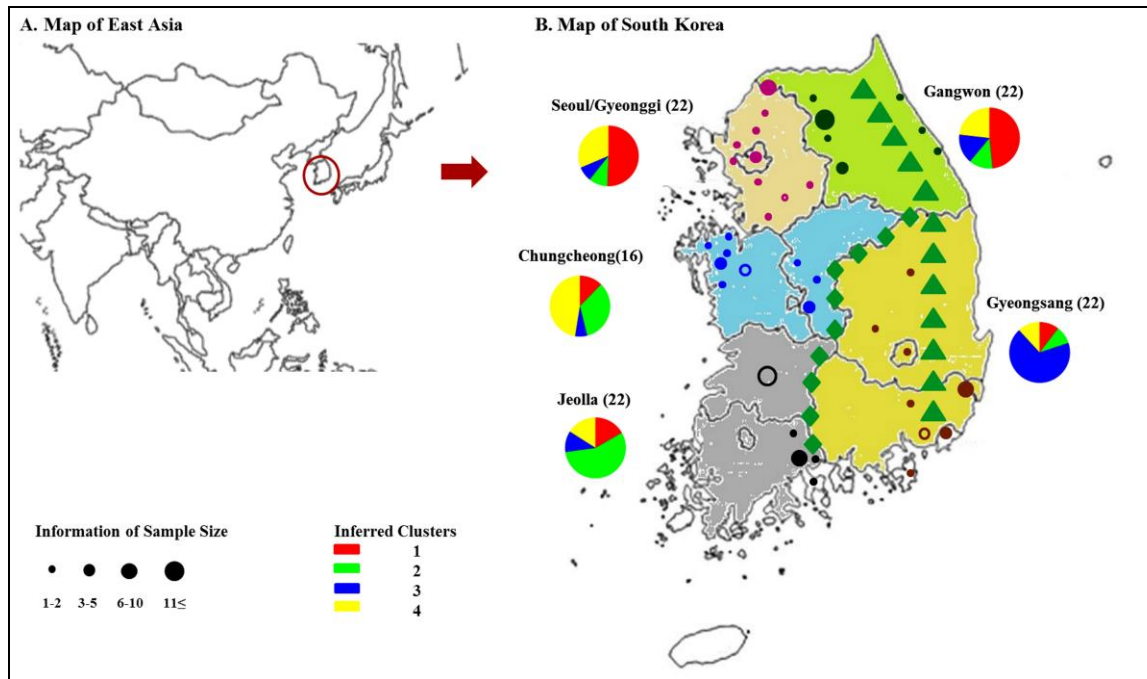 A. Map of East Asia
B. Map of South Korea
Seoul/Gyeonggi (22)
Gangwon (22)
Chungcheong(16)
Gyeongsang (22)
Jeolla (22)
Information of Sample Size
1-2 3-5 6-10 11≤
Inferred Clusters
1
2
3
4